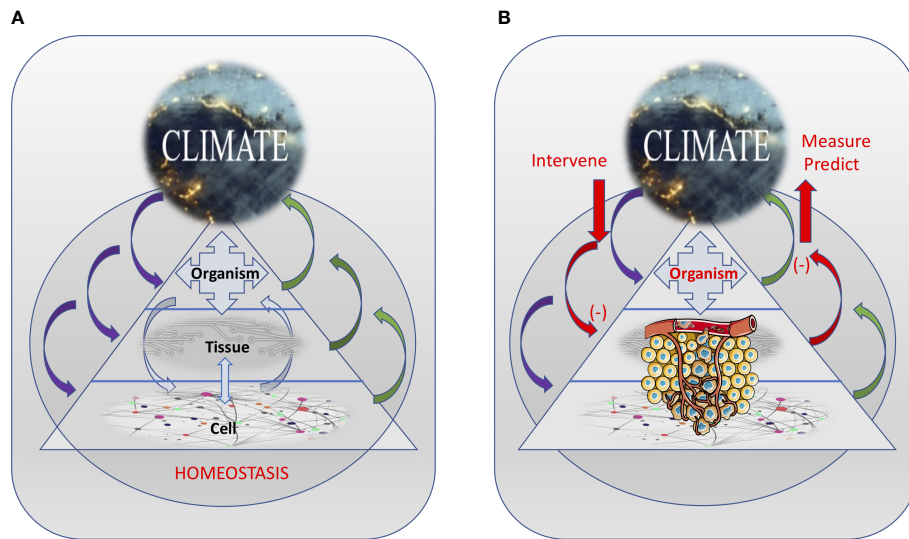 A
CLIMATE
Organism
Tissue
Cell
HOMEOSTASIS
B
CLIMATE
Intervene
Measure
Predict
Organism
(-)
(-)